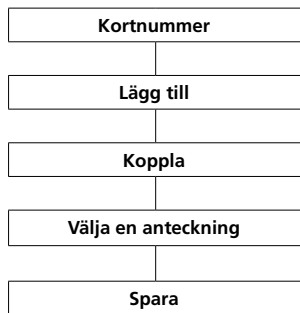 Kortnummer
Lägg till
Koppla
Välja en anteckning
Spara